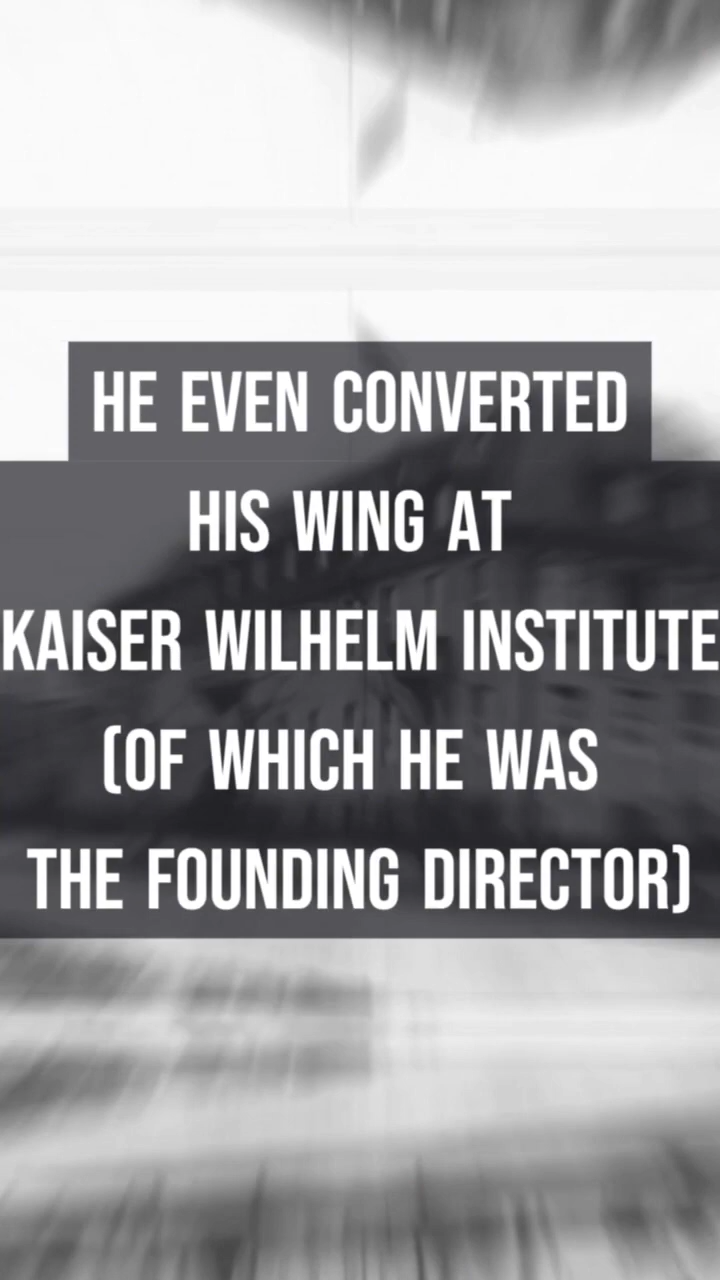 HE EVEN CONVERTED
HIS WING AT
KAISER WILHELM INSTITUTE
(OF WHICH HE WAS
THE FOUNDING DIRECTOR)